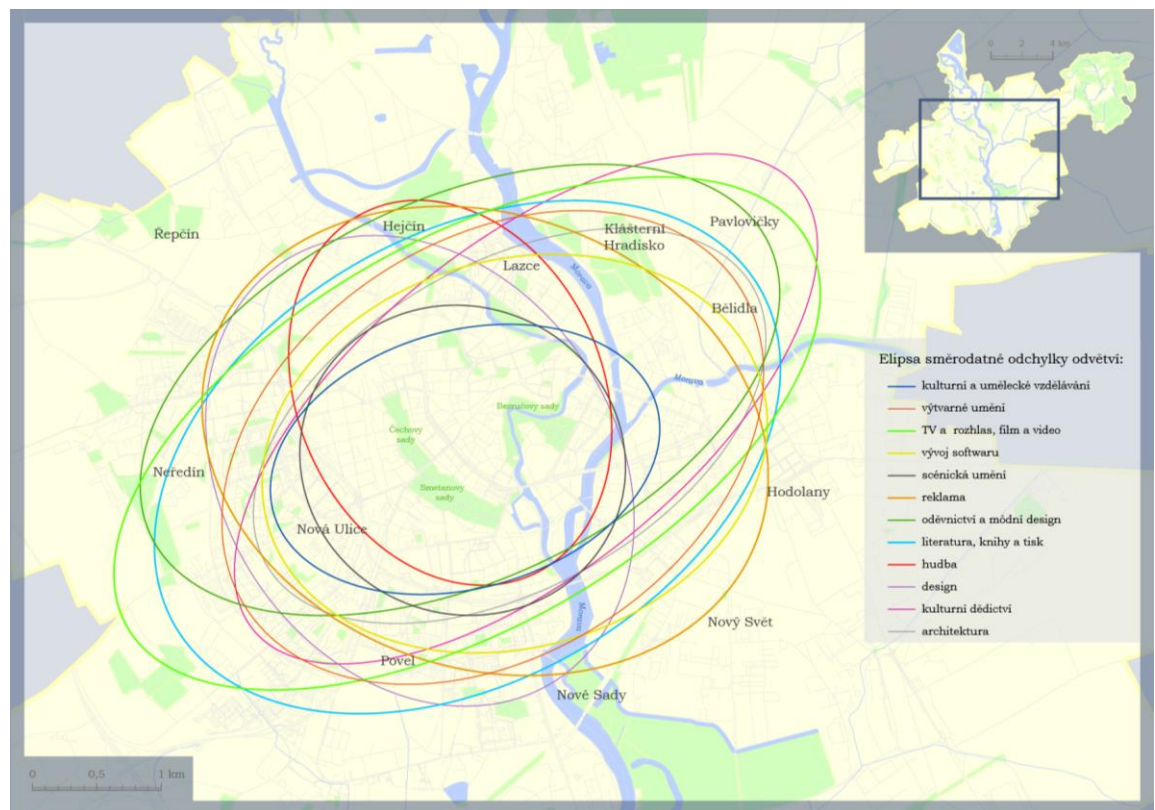 0 2 4 km
Řepčín
Hejčín
Klášterní
Hradisko
Pavlovičky
Lazce
Morava
Bělidla
Morava
Bezručovy sady
Čechovy
sady
Neředín
Smetanovy
sady
Hodolany
Nová Ulice
Morava
Nový Svět
Povel
Nové Sady
Elipsa směrodatné odchylky odvětví:
kulturní a umělecké vzdělávání
výtvarné umění
TV a rozhlas, film a video
vývoj softwaru
scénická umění
reklama
oděvnictví a módní design
literatura, knihy a tisk
hudba
design
kulturní dědictví
architektura
0 0,5 1 km